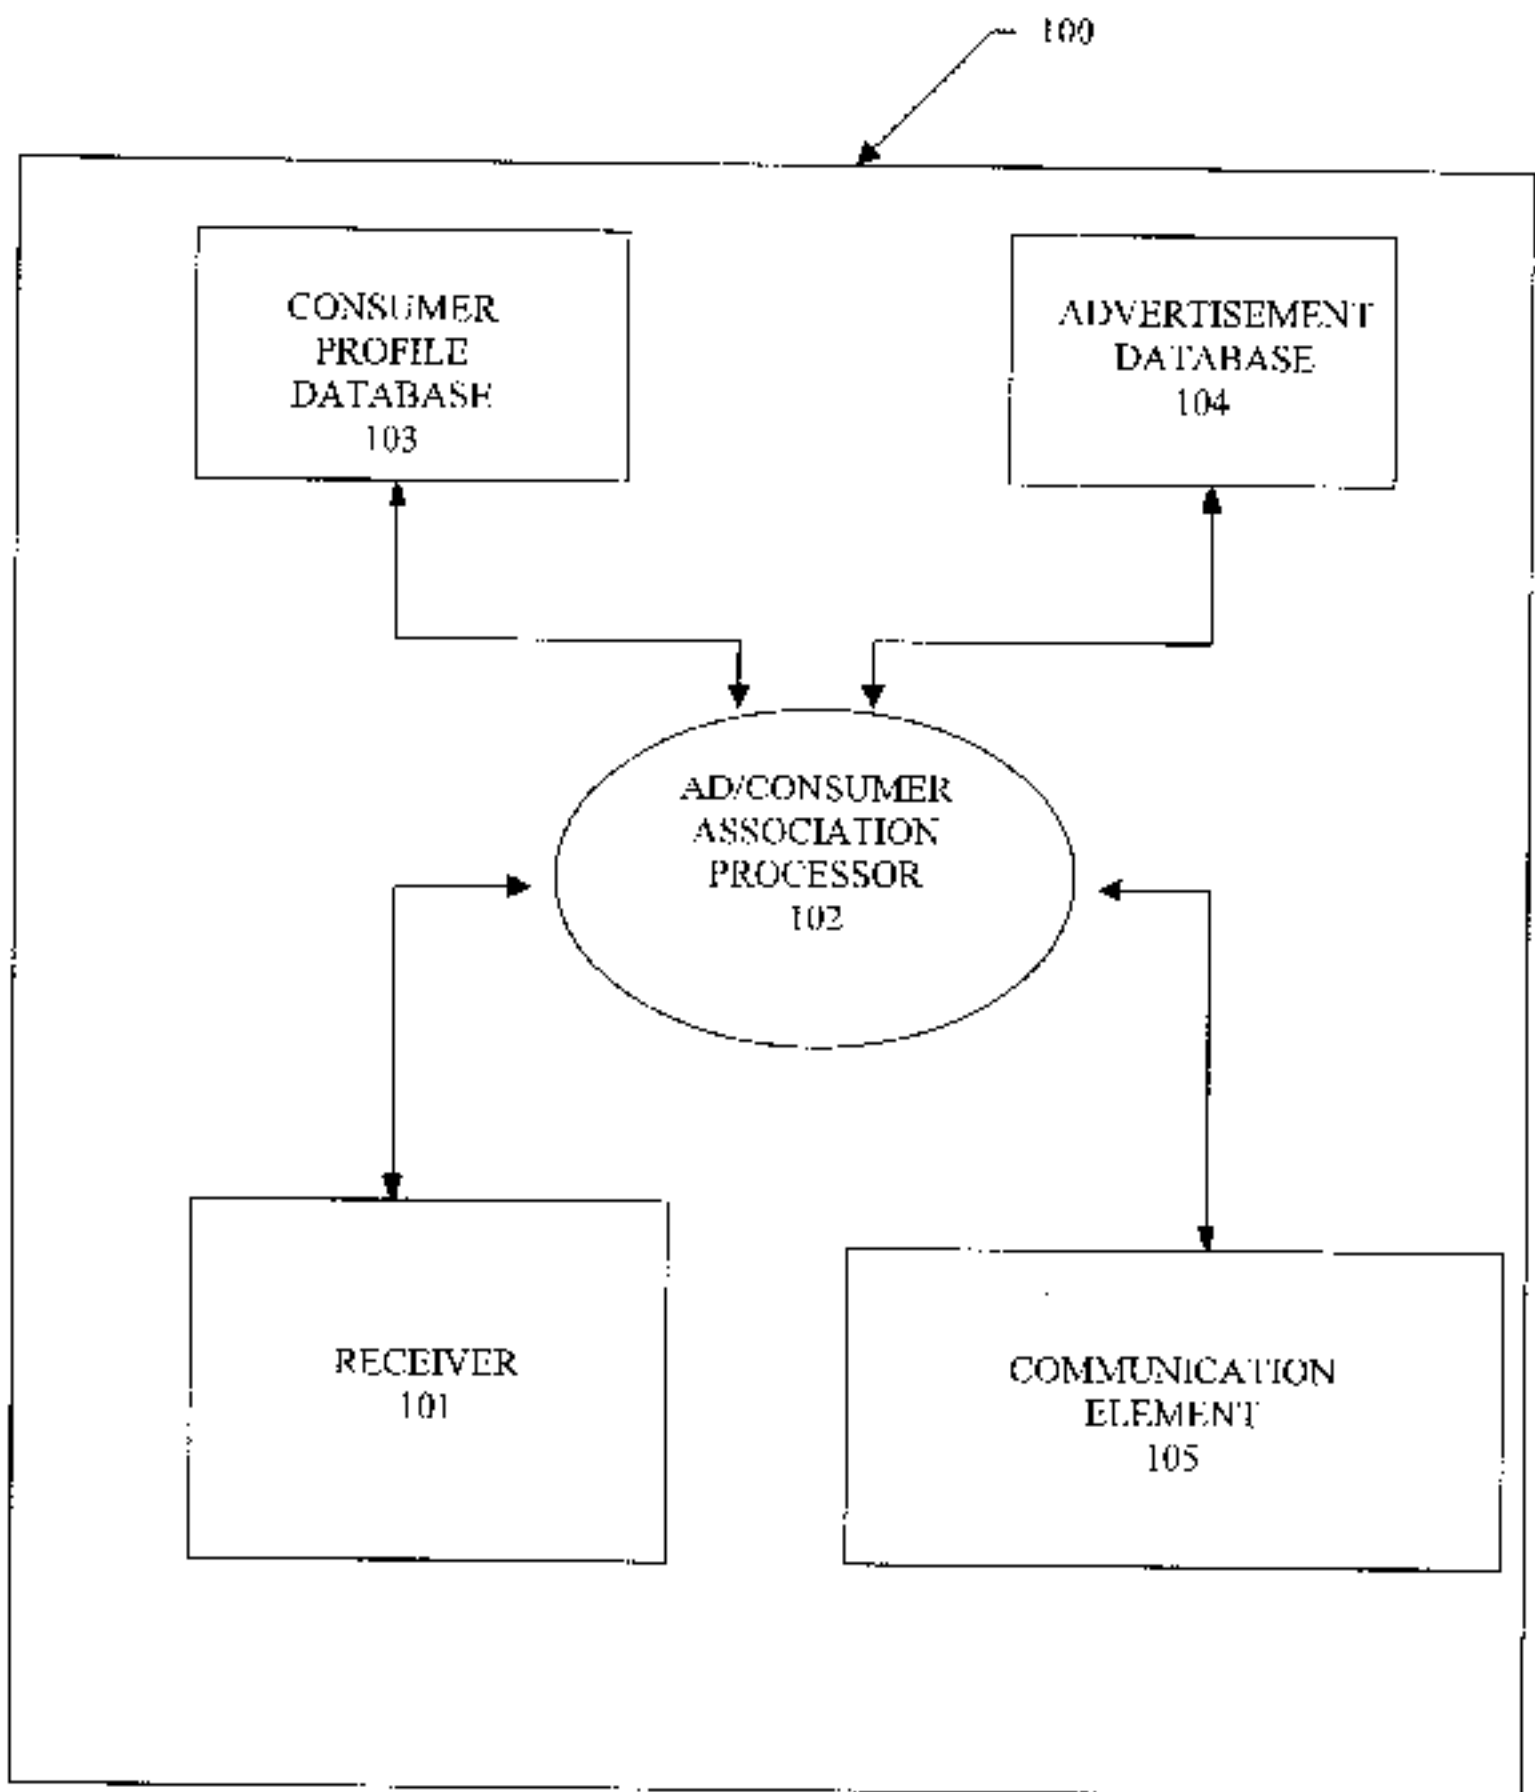 100
CONSUMER
PROFILE
DATABASE
103
ADVERTISEMENT
DATABASE
104
AD/CONSUMER
ASSOCIATION
PROCESSOR
102
RECEIVER
101
COMMUNICATION
ELEMENT
105